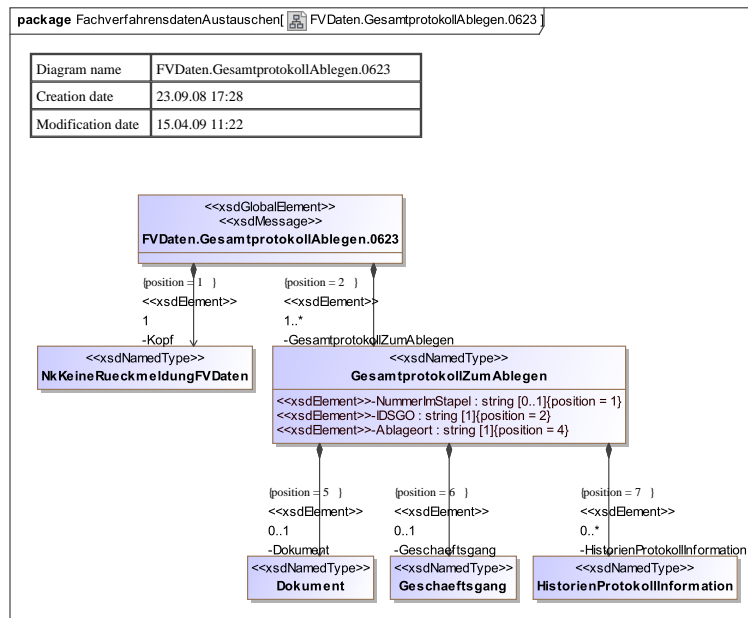 package FachverfahrensdatenAustauschen[ FVDaten.GesamtprotokollAblegen.0623 ]
Diagram name FVDaten.GesamtprotokollAblegen.0623
Creation date 23.09.08 17:28
Modification date 15.04.09 11:22
<<xsdGlobalElement>>
<<xsdMessage>>
FVDaten.GesamtprotokollAblegen.0623
{position = 1 } {position = 2 }
<<xsdElement>> <<xsdElement>>
1 1..*
-Kopf -GesamtprotokollZumAblegen
<<xsdNamedType>>
NkKeineRueckmeldungFVDaten
<<xsdNamedType>>
GesamtprotokollZumAblegen
<<xsdElement>>-NummerImStapel : string [0..1]{position = 1}
<<xsdElement>>-IDSGO : string [1]{position = 2}
<<xsdElement>>-Ablageort : string [1]{position = 4}
{position = 5 } {position = 6 } {position = 7 }
<<xsdElement>> <<xsdElement>> <<xsdElement>>
0..1 0..1 0..*
-Dokument -Geschaeftsgang -HistorienProtokollInformation
<<xsdNamedType>> <<xsdNamedType>> <<xsdNamedType>>
Dokument Geschaeftsgang HistorienProtokollInformation